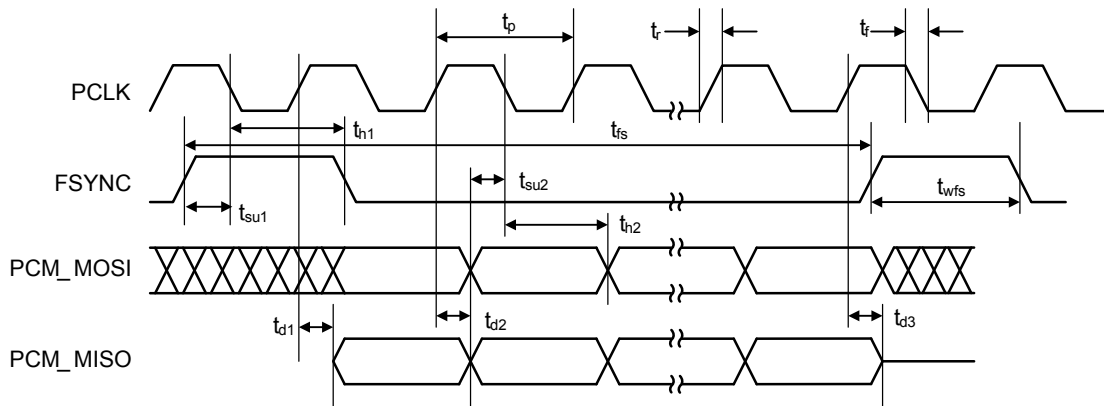 tp
tr
tf
PCLK
th1
tfs
FSYNC
tsu2
twfs
tsu1
th2
PCM_MOSI
td1
td2
td3
PCM_MISO